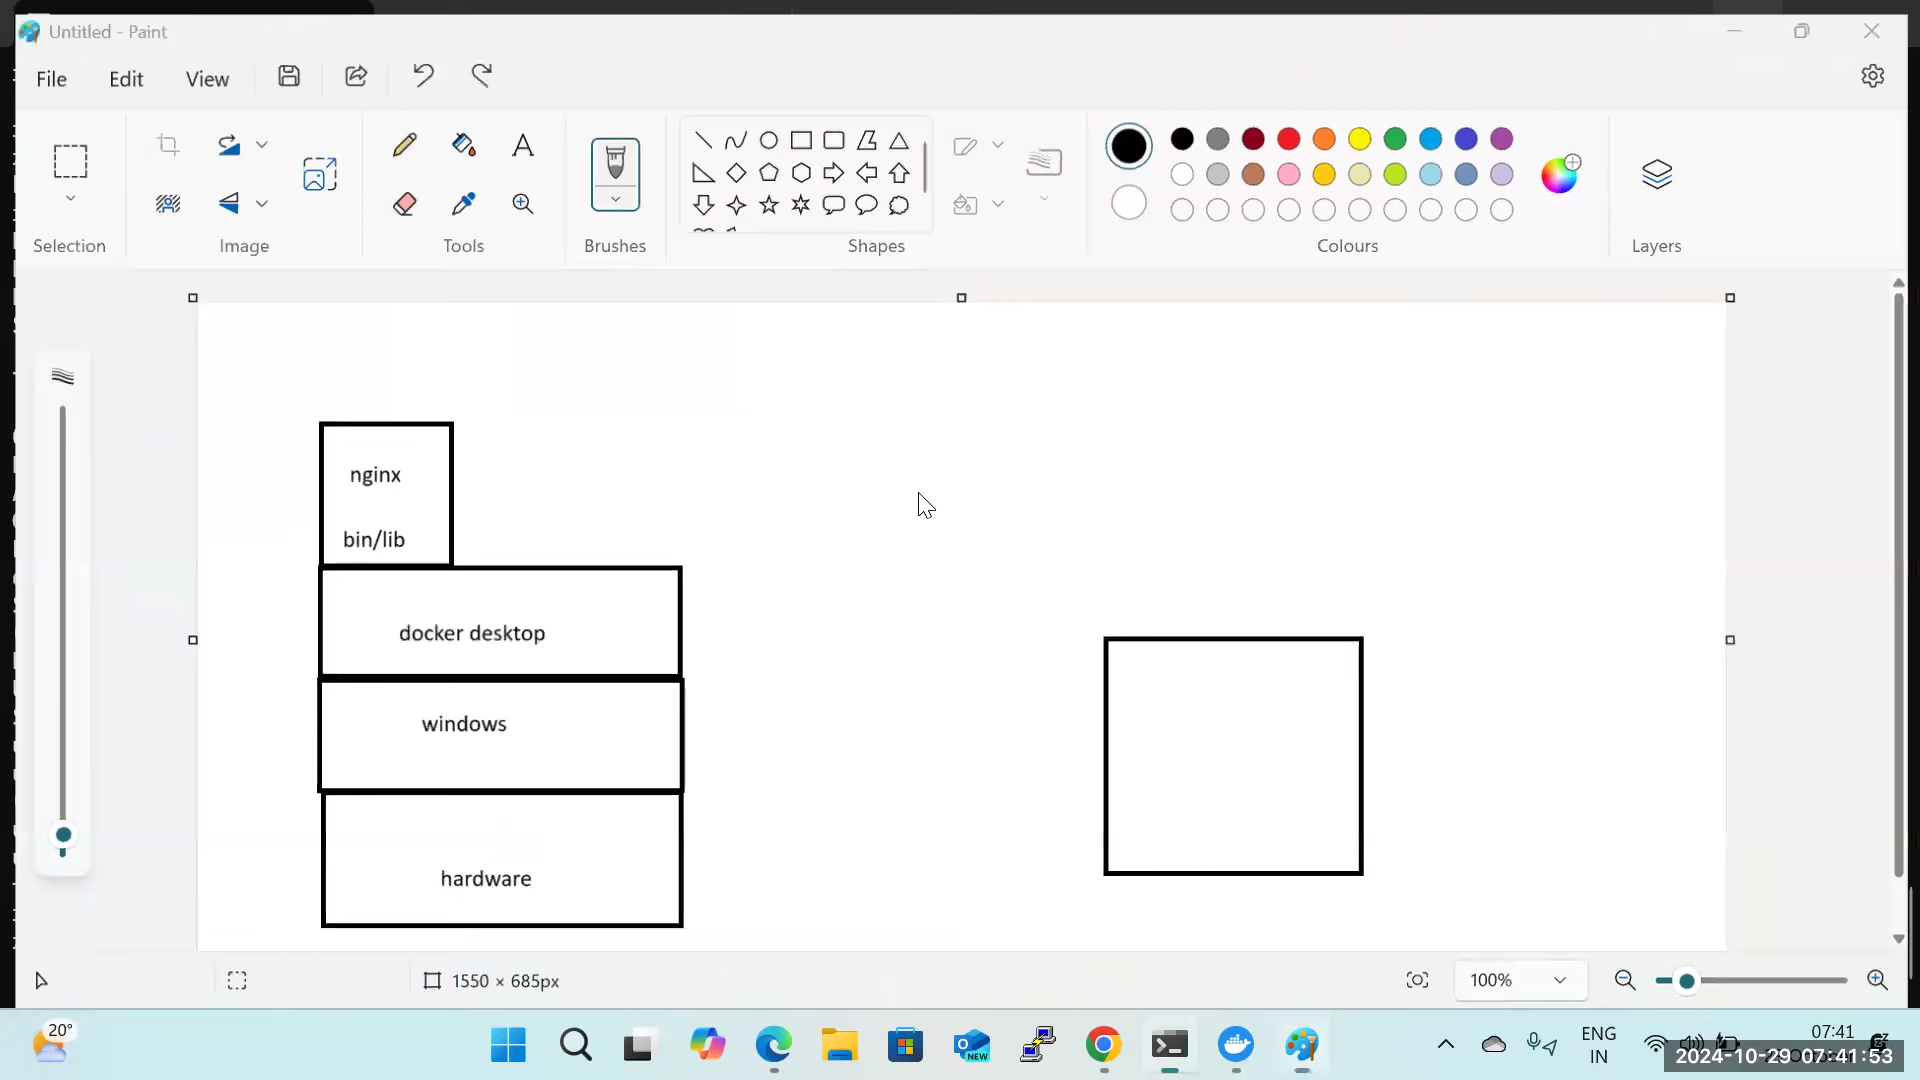 Untitled - Paint
File Edit View
Selection Image Tools Brushes Shapes Colours Layers
nginx
bin/lib
docker desktop
windows
hardware
1550 × 685px
100%
20°
NEW
ENG
IN
07:41
2024-10-29 07:41:53